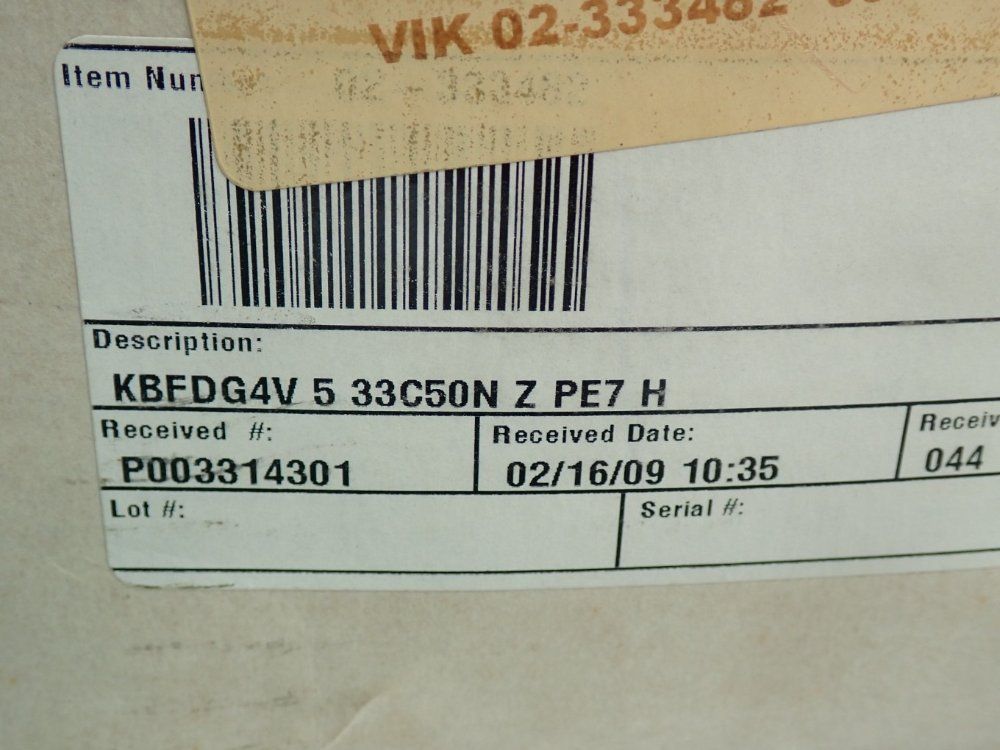 VIK 02-333482
Item Num
Description:
KBFDG4V 5 33C50N Z PE7 H
Received #:
Received Date:
Receiv
P003314301
02/16/09 10:35
044
Lot #:
Serial #: